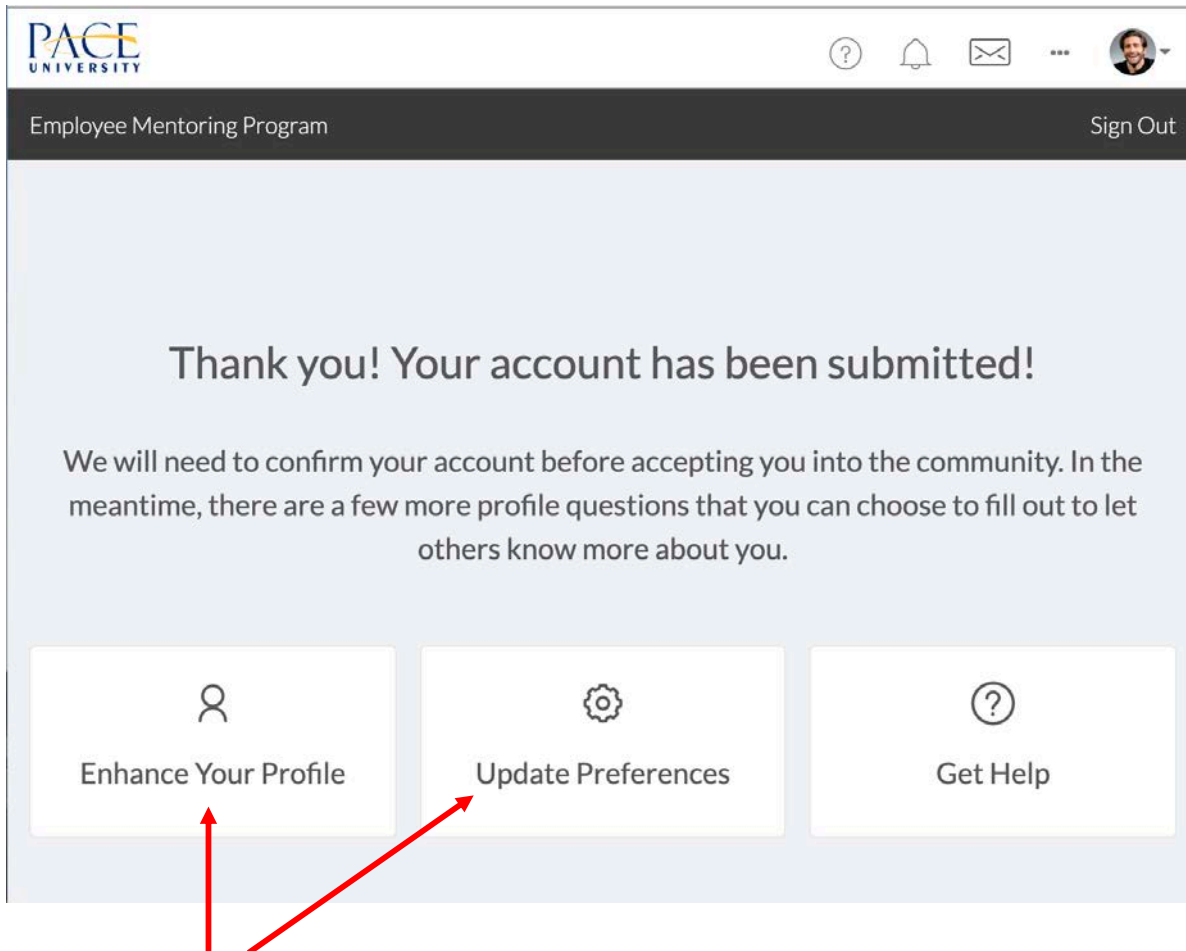 PACE
UNIVERSITY
Employee Mentoring Program
Sign Out
Thank you! Your account has been submitted!
We will need to confirm your account before accepting you into the community. In the
meantime, there are a few more profile questions that you can choose to fill out to let
others know more about you.
Enhance Your Profile
Update Preferences
Get Help